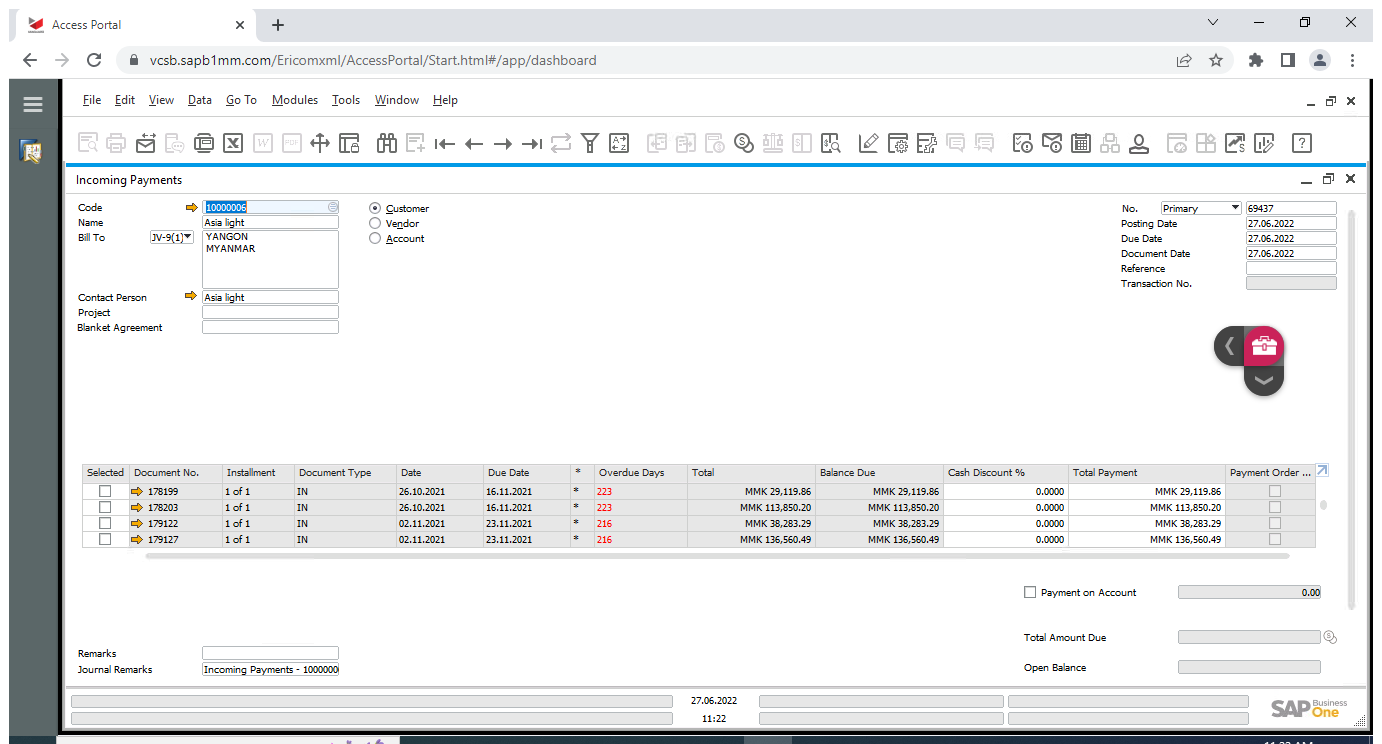 Access Portal
vcsb.sapb1mm.com/Ericomxml/AccessPortal/Start.html#/app/dashboard
File Edit View Data Go To Modules Tools Window Help
Incoming Payments
Code 10000006 Customer No. Primary 69437
Name Asia light Vendor Posting Date 27.06.2022
Bill To JV-9(1) YANGON Account Due Date 27.06.2022
MYANMAR Document Date 27.06.2022
Reference
Transaction No.
Contact Person Asia light
Project
Blanket Agreement
Selected Document No. Installment Document Type Date Due Date * Overdue Days Total Balance Due Cash Discount % Total Payment Payment Order ...
178199 1 of 1 IN 26.10.2021 16.11.2021 * 223 MMK 29,119.86 MMK 29,119.86 0.0000 MMK 29,119.86
178203 1 of 1 IN 26.10.2021 16.11.2021 * 223 MMK 113,850.20 MMK 113,850.20 0.0000 MMK 113,850.20
179122 1 of 1 IN 02.11.2021 23.11.2021 * 216 MMK 38,283.29 MMK 38,283.29 0.0000 MMK 38,283.29
179127 1 of 1 IN 02.11.2021 23.11.2021 * 216 MMK 136,560.49 MMK 136,560.49 0.0000 MMK 136,560.49
Payment on Account 0.00
Total Amount Due
Remarks
Journal Remarks Incoming Payments - 1000000 Open Balance
27.06.2022
11:22
SAP Business One